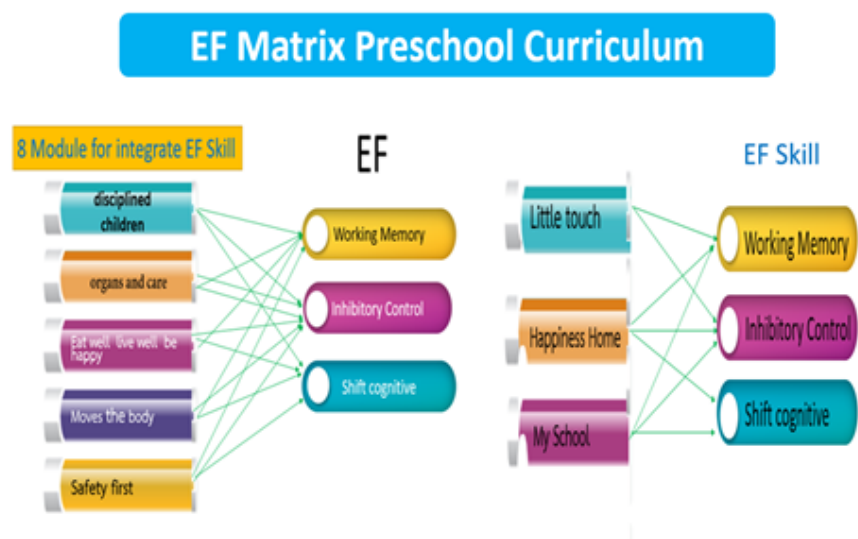 EF Matrix Preschool Curriculum
8 Module for integrate EF Skill
EF
disciplined
children
organs and care
Eat well live well be
happy
Moves the body
Safety first
Working Memory
Inhibitory Control
Shift cognitive
EF Skill
Little touch
Happiness Home
My School
Working Memory
Inhibitory Control
Shift cognitive